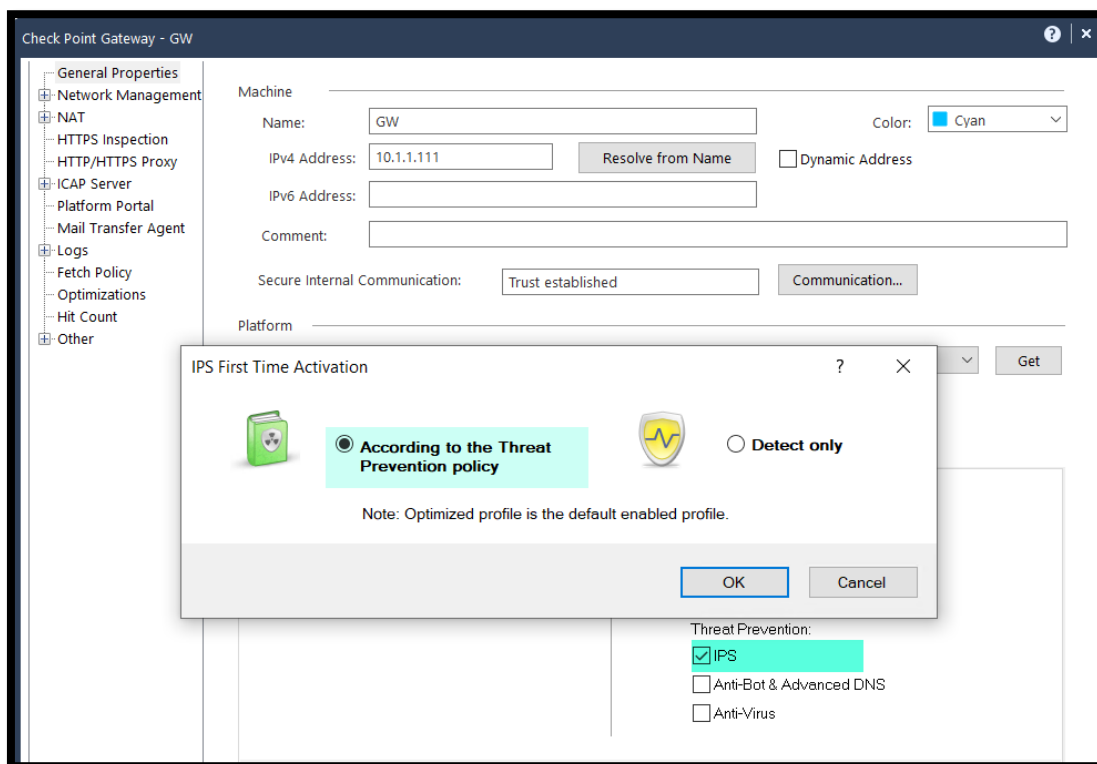 Check Point Gateway - GW
General Properties
Network Management
NAT
HTTPS Inspection
HTTP/HTTPS Proxy
ICAP Server
Platform Portal
Mail Transfer Agent
Logs
Fetch Policy
Optimizations
Hit Count
Other
Machine
Name: GW Color: Cyan
IPv4 Address: 10.1.1.111 Resolve from Name Dynamic Address
IPv6 Address:
Comment:
Secure Internal Communication: Trust established Communication...
Platform
Get
IPS First Time Activation ?
According to the Threat
Prevention policy
Detect only
Note: Optimized profile is the default enabled profile.
OK Cancel
Threat Prevention:
IPS
Anti-Bot & Advanced DNS
Anti-Virus